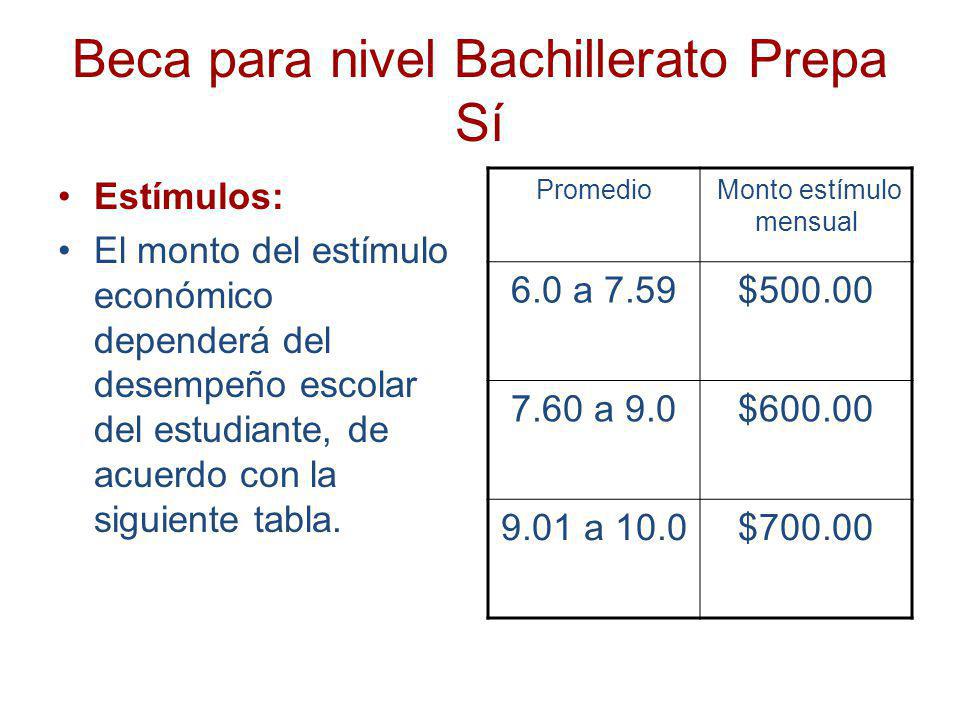 Beca para nivel Bachillerato Prepa
Sí
• Estímulos:
• El monto del estímulo
económico
dependerá del
desempeño escolar
del estudiante, de
acuerdo con la
siguiente tabla.
Promedio Monto estímulo
mensual
6.0 a 7.59 $500.00
7.60 a 9.0 $600.00
9.01 a 10.0 $700.00